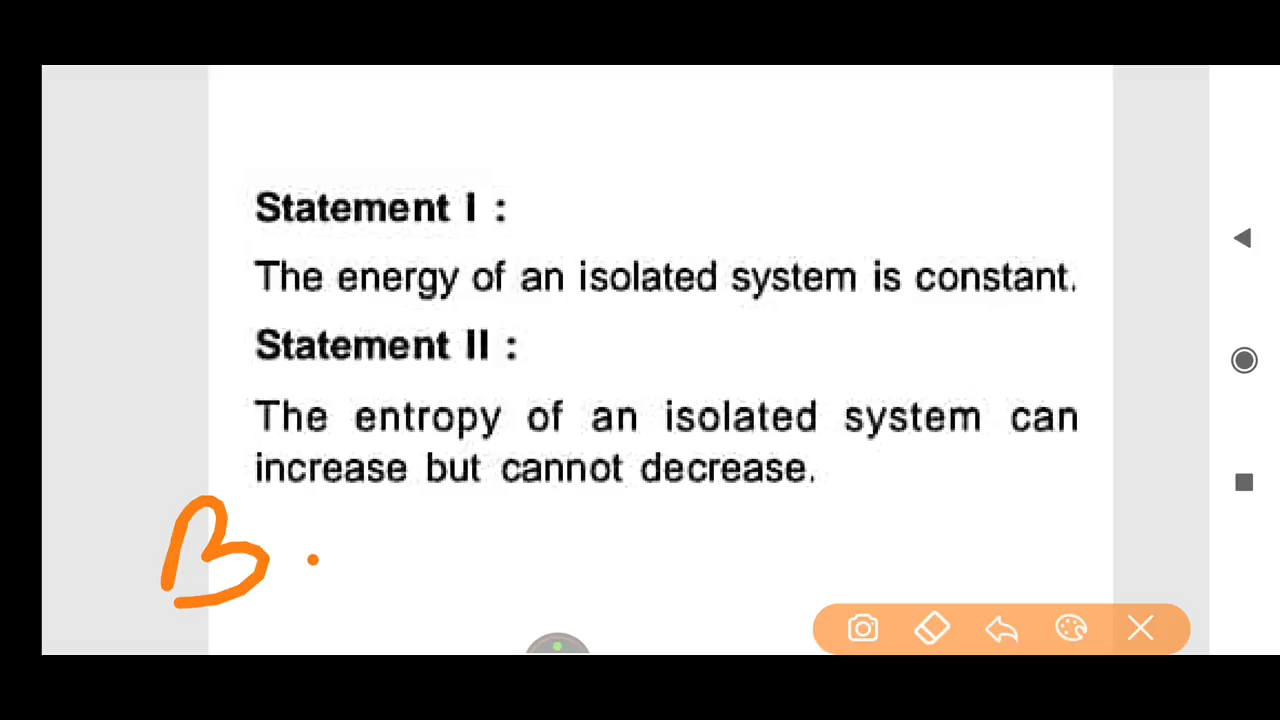 Statement I :
The energy of an isolated system is constant.
Statement II :
The entropy of an isolated system can
increase but cannot decrease.
B .